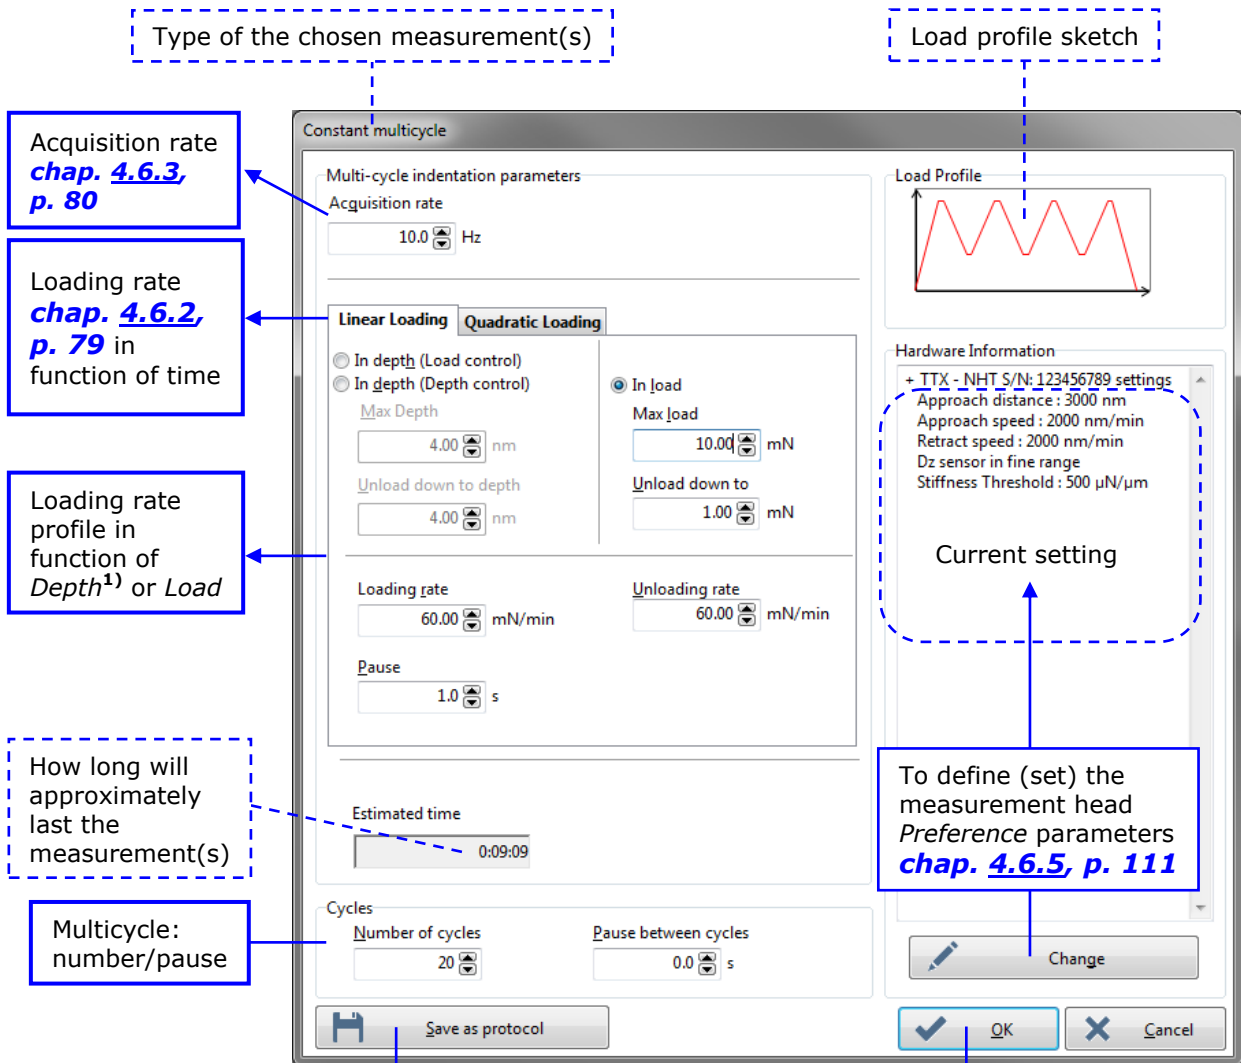 Type of the chosen measurement(s)
Load profile sketch
Acquisition rate
chap. 4.6.3,
p. 80
Loading rate
chap. 4.6.2,
p. 79 in
function of time
Loading rate
profile in
function of
Depth1) or Load
How long will
approximately
last the
measurement(s)
Multicycle:
number/pause
Constant multicycle
Multi-cycle indentation parameters
Acquisition rate
10.0 Hz
Linear Loading Quadratic Loading
In depth (Load control)
In depth (Depth control)
Max Depth
4.00 nm
Unload down to depth
4.00 nm
In load
Max load
10.00 mN
Unload down to
1.00 mN
Loading rate
60.00 mN/min
Unloading rate
60.00 mN/min
Pause
1.0 s
Estimated time
0:09:09
Cycles
Number of cycles
20
Pause between cycles
0.0 s
Save as protocol
Load Profile
Hardware Information
+ TTX - NHT S/N: 123456789 settings
Approach distance : 3000 nm
Approach speed : 2000 nm/min
Retract speed : 2000 nm/min
Dz sensor in fine range
Stiffness Threshold : 500 µN/µm
Current setting
To define (set) the
measurement head
Preference parameters
chap. 4.6.5, p. 111
Change
OK
Cancel